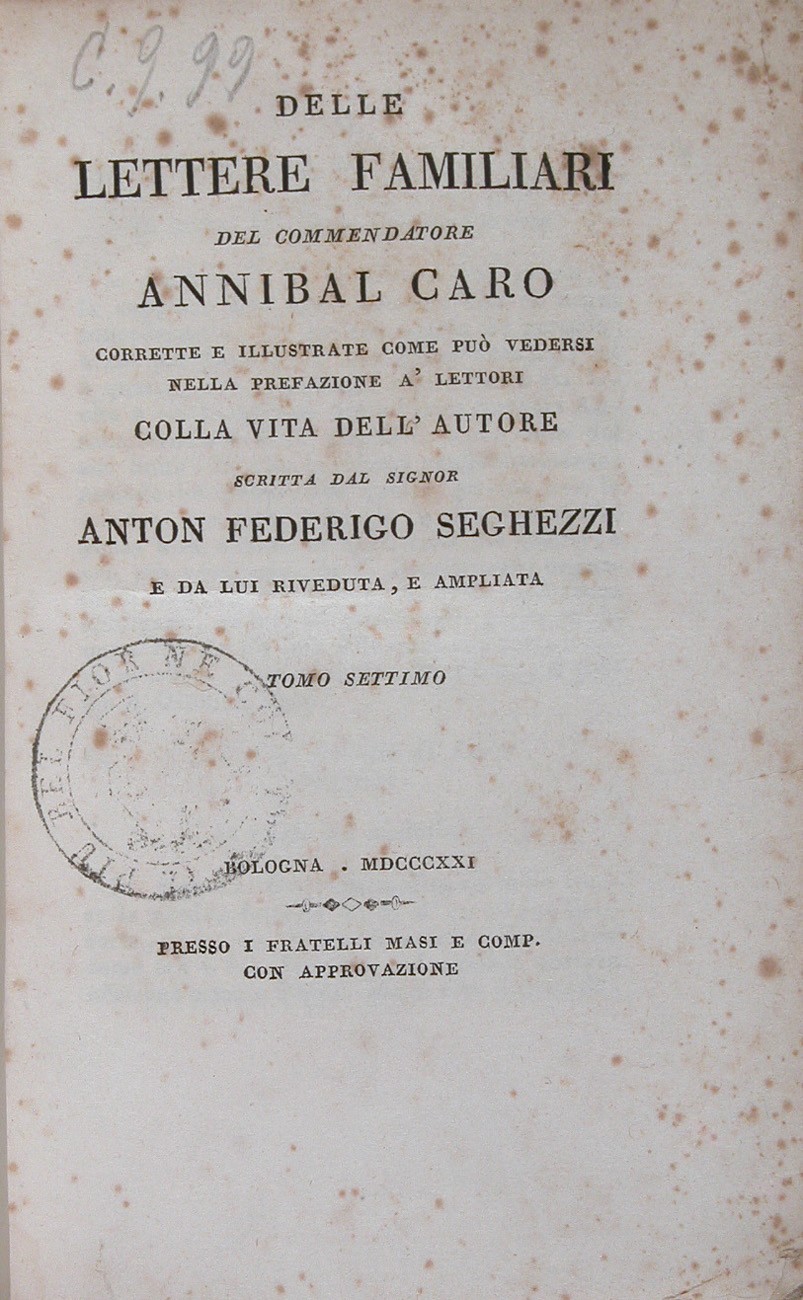 C. 9. 99
DELLE
LETTERE FAMILIARI
DEL COMMENDATORE
ANNIBAL CARO
CORRETTE E ILLUSTRATE COME PUÒ VEDERSI
NELLA PREFAZIONE A' LETTORI
COLLA VITA DELL' AUTORE
SCRITTA DAL SIGNOR
ANTON FEDERIGO SEGHEZZI
E DA LUI RIVEDUTA, E AMPLIATA
TOMO SETTIMO
BOLOGNA . MDCCCXXI
PRESSO I FRATELLI MASI E COMP.
CON APPROVAZIONE